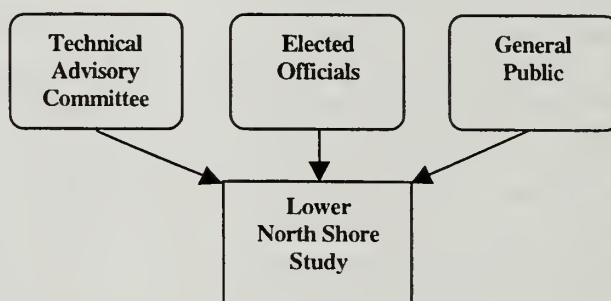 Technical
Advisory
Committee
Elected
Officials
General
Public
Lower
North Shore
Study